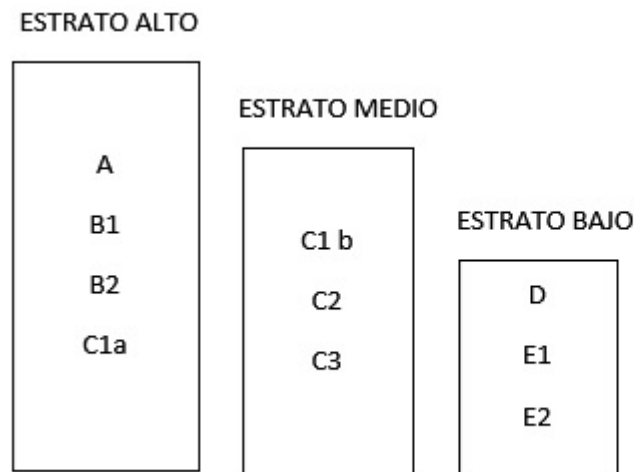 ESTRATO ALTO
A
B1
B2
C1a
ESTRATO MEDIO
C1 b
C2
C3
ESTRATO BAJO
D
E1
E2